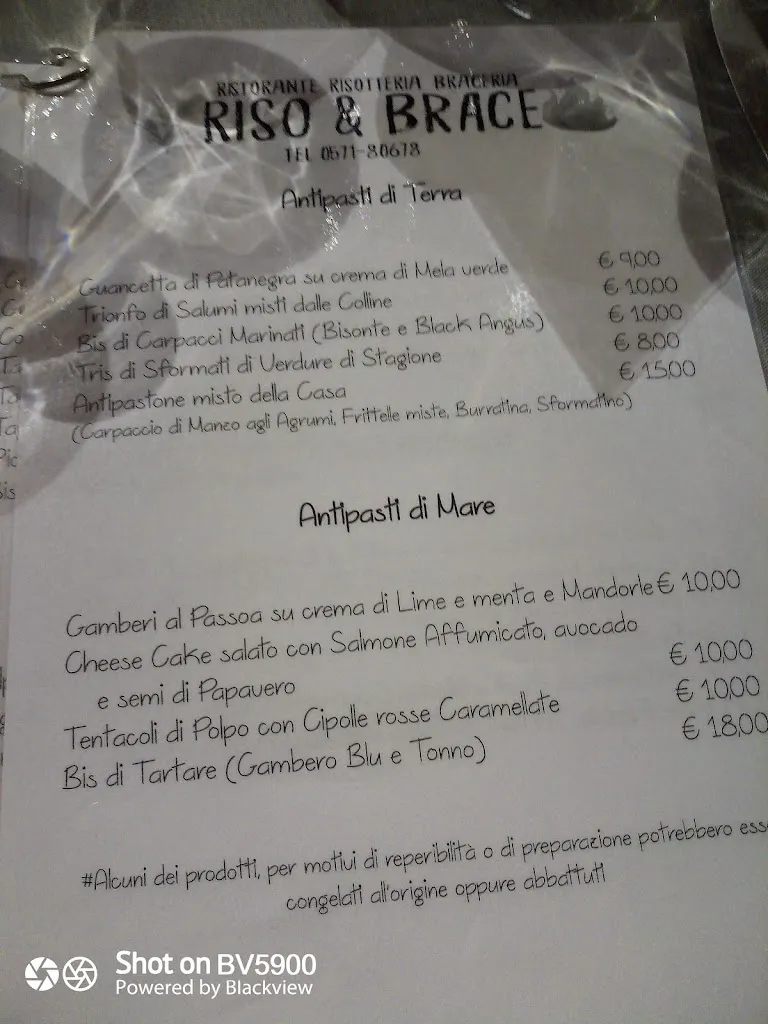 RISTORANTE RISOTTERIA BRACERIA
RISO & BRACE
TEL 0571-80678
Antipasti di Terra
Guancetta di Patanegra su crema di Mela verde € 9,00
Trionfo di Salumi misti dalle Colline € 10,00
Bis di Carpacci Marinati (Bisonte e Black Angus) € 10,00
Tris di Sformati di Verdure di Stagione € 8,00
Antipastone misto della Casa € 15,00
(Carpaccio di Manzo agli Agrumi, Frittelle miste, Burratina, Sformatino)
Antipasti di Mare
Gamberi al Passoa su crema di Lime e menta e Mandorle € 10,00
Cheese Cake salato con Salmone Affumicato, avocado
e semi di Papavero € 10,00
Tentacoli di Polpo con Cipolle rosse Caramellate € 10,00
Bis di Tartare (Gambero Blu e Tonno) € 18,00
#Alcuni dei prodotti, per motivi di reperibilità o di preparazione potrebbero ess
congelati all'origine oppure abbattuti
Shot on BV5900
Powered by Blackview